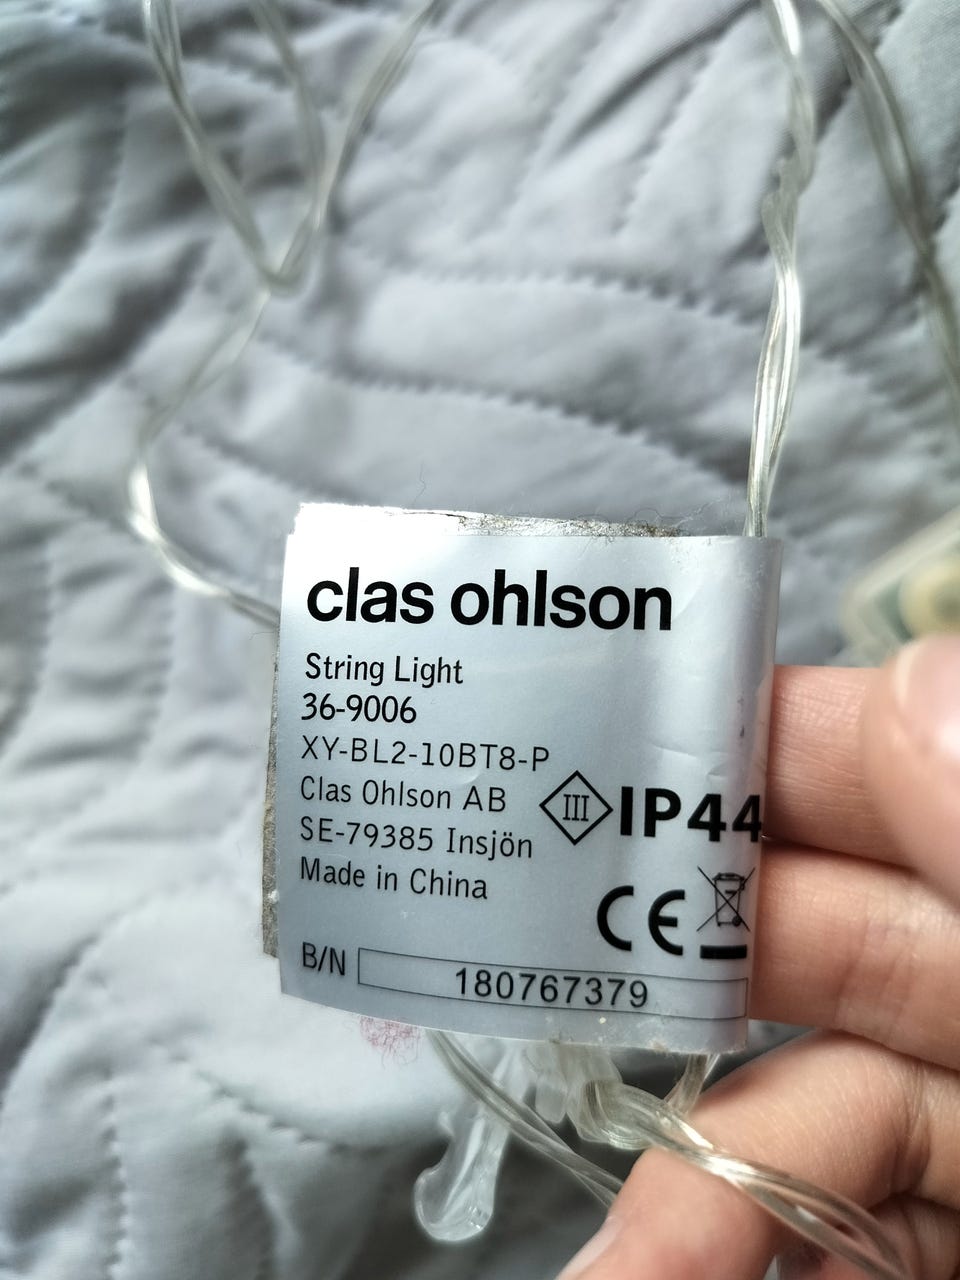 clas ohlson
String Light
36-9006
XY-BL2-10BT8-P
Clas Ohlson AB
SE-79385 Insjön
Made in China
III IP44
CE
B/N 180767379